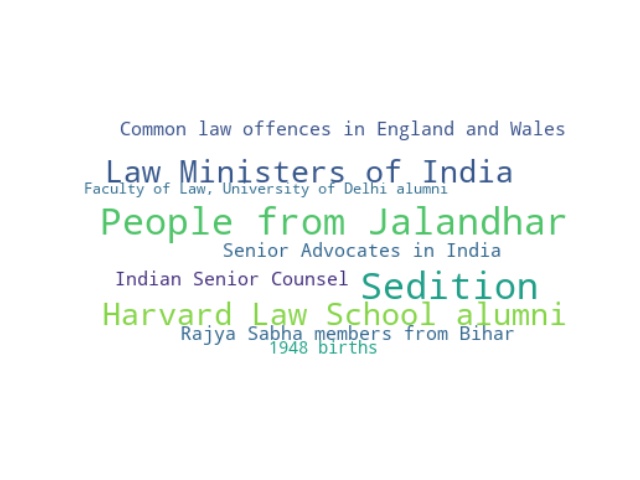 Common law offences in England and Wales
Law Ministers of India
Faculty of Law, University of Delhi alumni
People from Jalandhar
Senior Advocates in India
Indian Senior Counsel
Sedition
Harvard Law School alumni
Rajya Sabha members from Bihar
1948 births